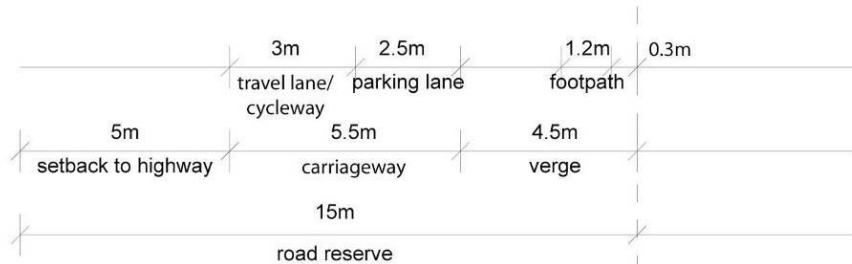 3m 2.5m 1.2m 0.3m
travel lane/ parking lane footpath
cycleway
5m 5.5m 4.5m
setback to highway carriageway verge
15m
road reserve